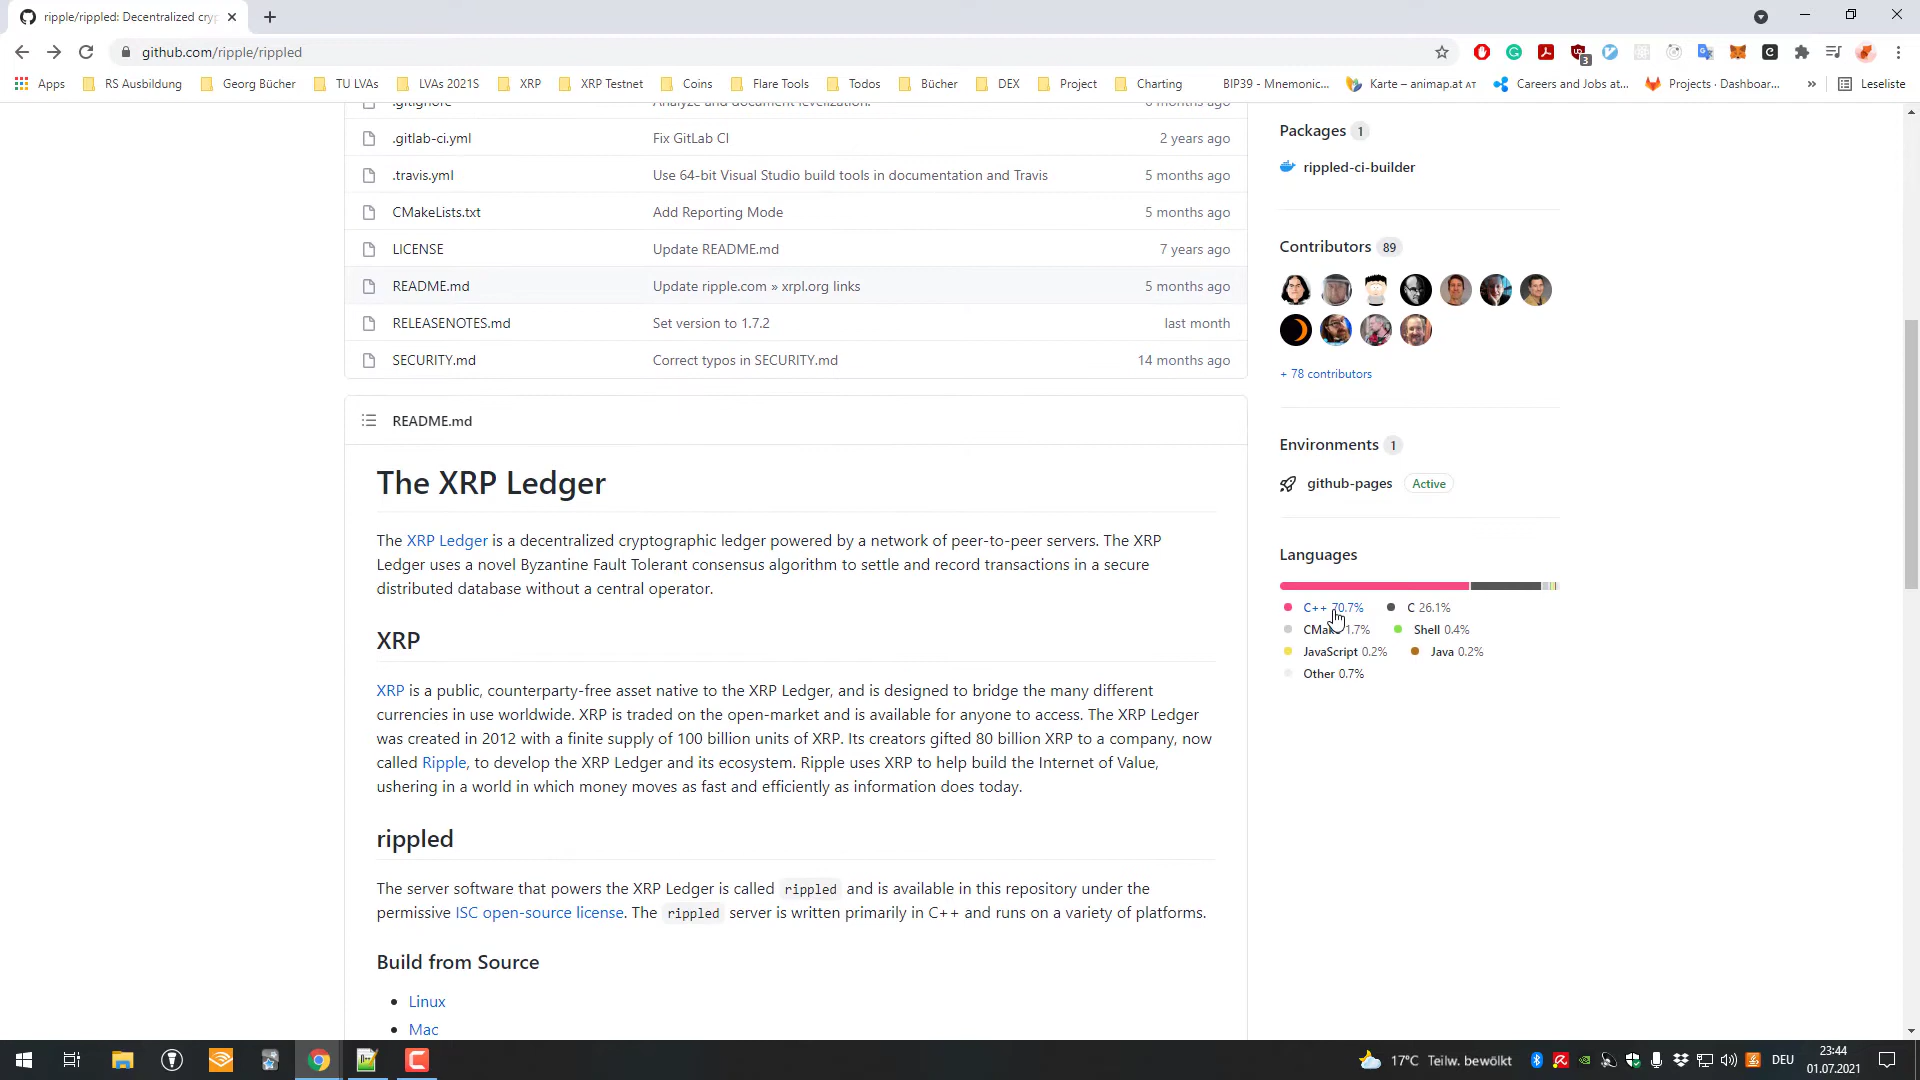 ripple/rippled: Decentralized cryp
github.com/ripple/rippled
3
Apps RS Ausbildung Georg Bücher TU LVAs LVAs 2021S XRP XRP Testnet Coins Flare Tools Todos Bücher DEX Project Charting BIP39 - Mnemonic... Karte – animap.at AT Careers and Jobs at... Projects · Dashboar... » Leseliste
.gitignore Analyze and document levelization. 6 months ago
.gitlab-ci.yml Fix GitLab CI 2 years ago
.travis.yml Use 64-bit Visual Studio build tools in documentation and Travis 5 months ago
CMakeLists.txt Add Reporting Mode 5 months ago
LICENSE Update README.md 7 years ago
README.md Update ripple.com » xrpl.org links 5 months ago
RELEASENOTES.md Set version to 1.7.2 last month
SECURITY.md Correct typos in SECURITY.md 14 months ago
README.md
The XRP Ledger
The XRP Ledger is a decentralized cryptographic ledger powered by a network of peer-to-peer servers. The XRP
Ledger uses a novel Byzantine Fault Tolerant consensus algorithm to settle and record transactions in a secure
distributed database without a central operator.
XRP
XRP is a public, counterparty-free asset native to the XRP Ledger, and is designed to bridge the many different
currencies in use worldwide. XRP is traded on the open-market and is available for anyone to access. The XRP Ledger
was created in 2012 with a finite supply of 100 billion units of XRP. Its creators gifted 80 billion XRP to a company, now
called Ripple, to develop the XRP Ledger and its ecosystem. Ripple uses XRP to help build the Internet of Value,
ushering in a world in which money moves as fast and efficiently as information does today.
rippled
The server software that powers the XRP Ledger is called rippled and is available in this repository under the
permissive ISC open-source license. The rippled server is written primarily in C++ and runs on a variety of platforms.
Build from Source
• Linux
• Mac
Packages 1
rippled-ci-builder
Contributors 89
+ 78 contributors
Environments 1
github-pages Active
Languages
C++ 70.7% C 26.1%
CMake 1.7% Shell 0.4%
JavaScript 0.2% Java 0.2%
Other 0.7%
17°C Teilw. bewölkt DEU 23:44
01.07.2021